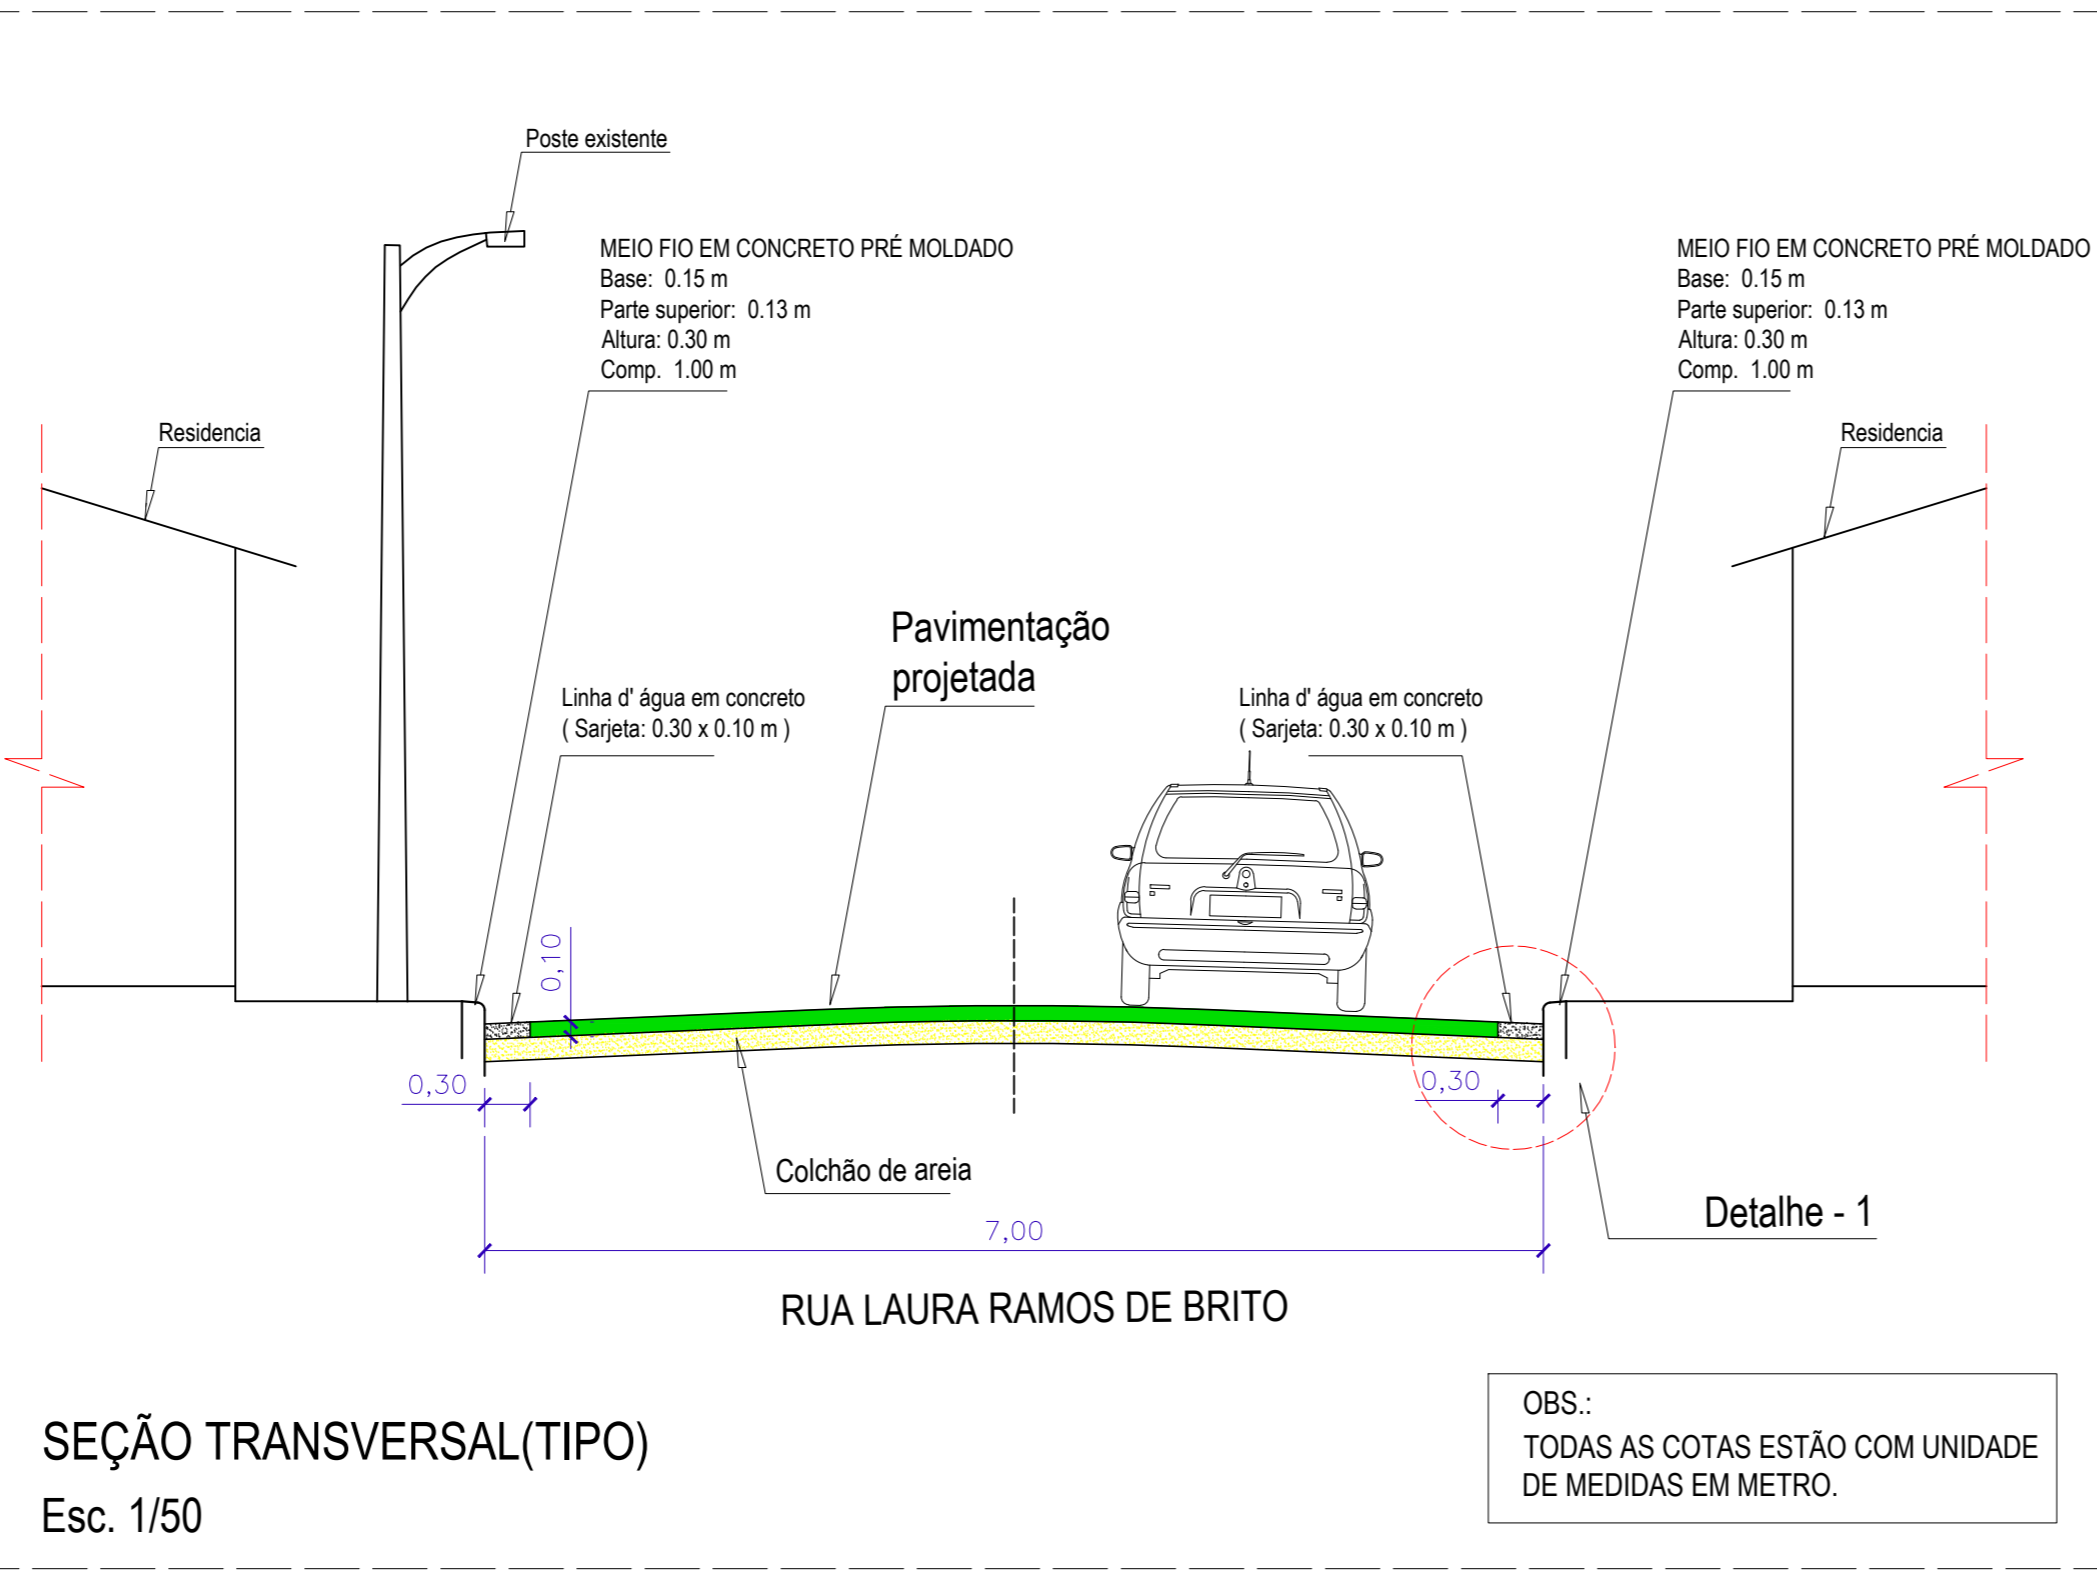 Poste existente
MEIO FIO EM CONCRETO PRÉ MOLDADO
Base: 0.15 m
Parte superior: 0.13 m
Altura: 0.30 m
Comp. 1.00 m
MEIO FIO EM CONCRETO PRÉ MOLDADO
Base: 0.15 m
Parte superior: 0.13 m
Altura: 0.30 m
Comp. 1.00 m
Residencia
Residencia
Pavimentação
projetada
Linha d' água em concreto
( Sarjeta: 0.30 x 0.10 m )
Linha d' água em concreto
( Sarjeta: 0.30 x 0.10 m )
0,10
0,30
0,30
Colchão de areia
Detalhe - 1
7,00
RUA LAURA RAMOS DE BRITO
SEÇÃO TRANSVERSAL(TIPO)
Esc. 1/50
OBS.:
TODAS AS COTAS ESTÃO COM UNIDADE
DE MEDIDAS EM METRO.